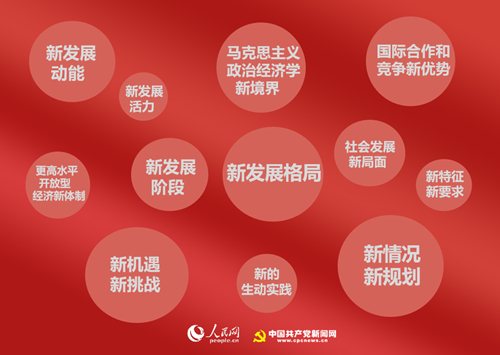 新发展
动能
新发展
活力
马克思主义
政治经济学
新境界
国际合作和
竞争新优势
更高水平
开放型
经济新体制
新发展
阶段
新发展格局
社会发展
新局面
新特征
新要求
新机遇
新挑战
新的
生动实践
新情况
新规划
人民网
people.cn
中国共产党新闻网
www.cpcnews.cn